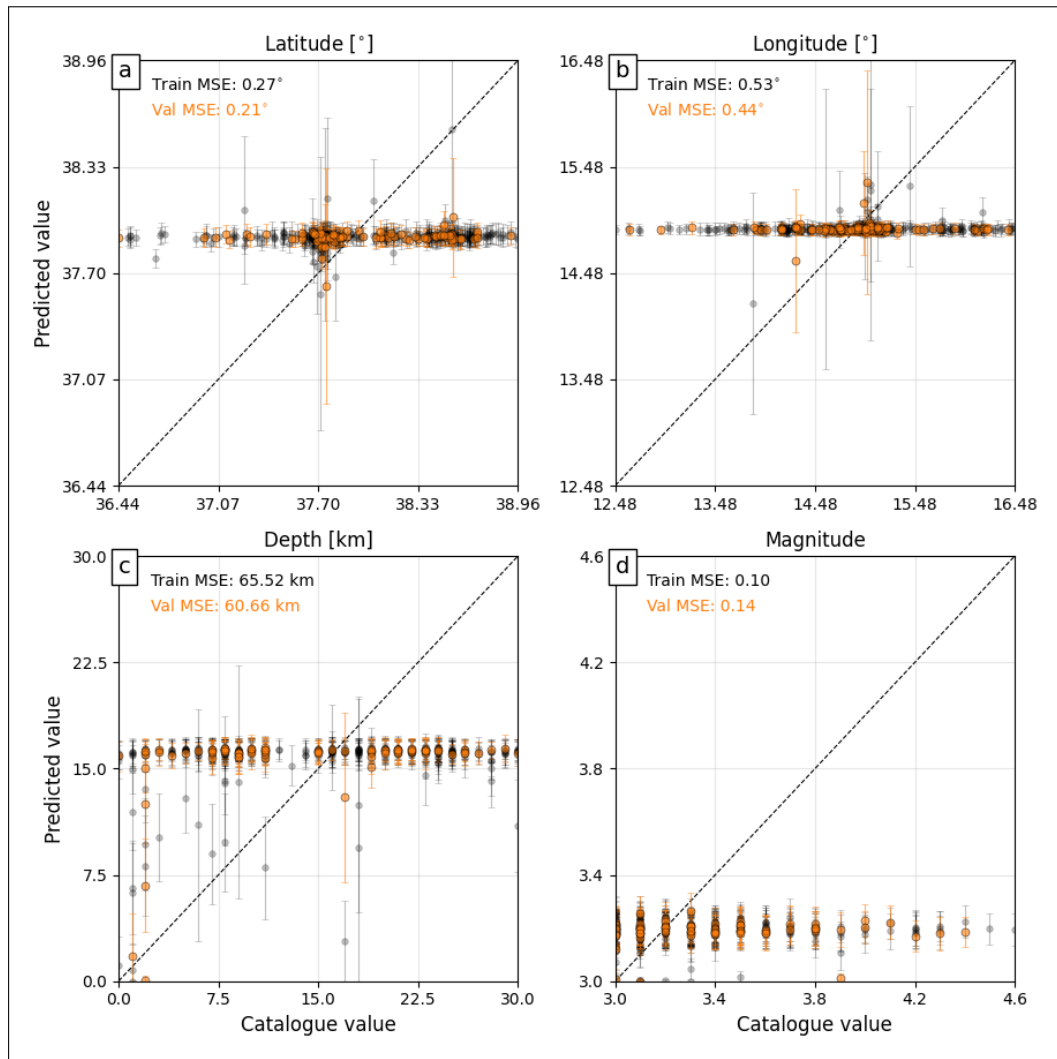 Latitude [°]
a
Train MSE: 0.27°
Val MSE: 0.21°
38.96
38.33
37.70
37.07
36.44
36.44 37.07 37.70 38.33 38.96
Predicted value
Longitude [°]
b
Train MSE: 0.53°
Val MSE: 0.44°
16.48
15.48
14.48
13.48
12.48
12.48 13.48 14.48 15.48 16.48
Depth [km]
c
Train MSE: 65.52 km
Val MSE: 60.66 km
30.0
22.5
15.0
7.5
0.0
0.0 7.5 15.0 22.5 30.0
Predicted value
Catalogue value
Magnitude
d
Train MSE: 0.10
Val MSE: 0.14
4.6
4.2
3.8
3.4
3.0
3.0 3.4 3.8 4.2 4.6
Catalogue value